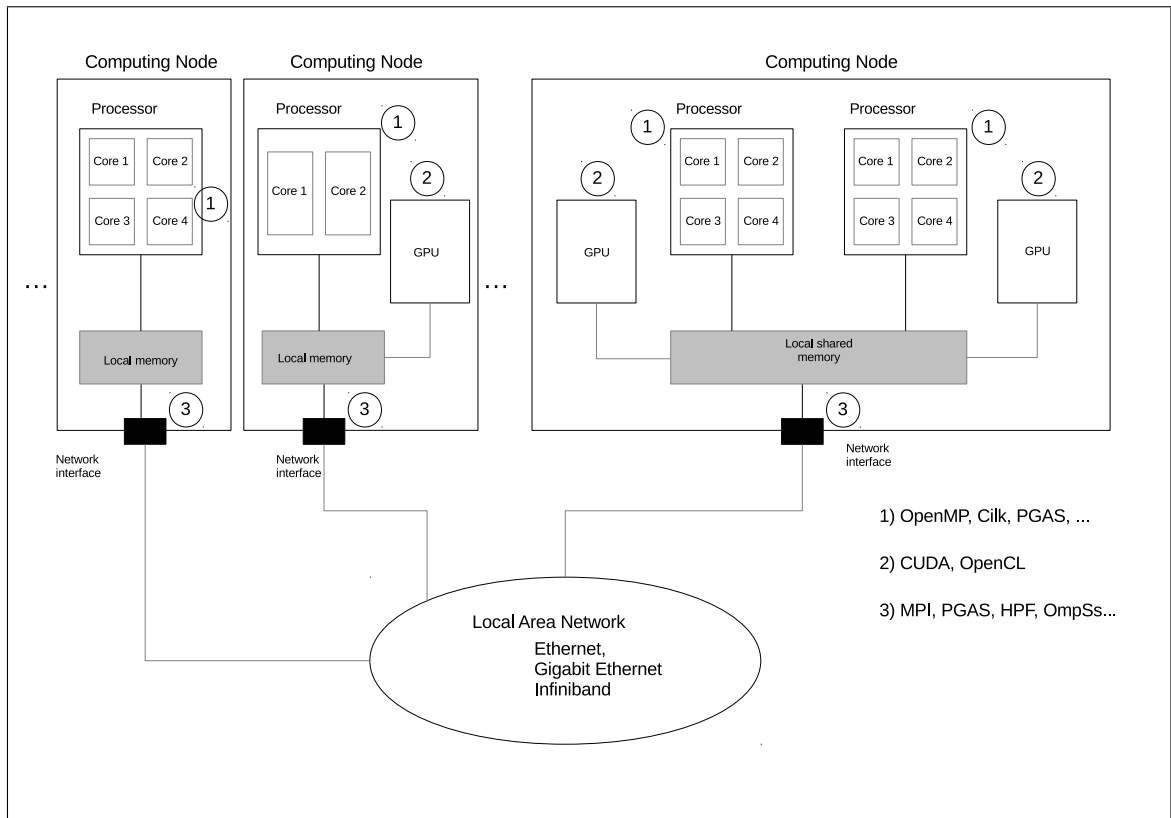 Computing Node
Computing Node
Computing Node
Processor
Processor
Processor
Processor
1
1
1
1
Core 1
Core 2
Core 3
Core 4
1
Core 1
Core 2
2
GPU
2
GPU
Core 1
Core 2
Core 3
Core 4
Core 1
Core 2
Core 3
Core 4
2
GPU
...
...
Local memory
Local memory
Local shared
memory
3
3
3
Network
interface
Network
interface
Network
interface
1) OpenMP, Cilk, PGAS, ...
2) CUDA, OpenCL
3) MPI, PGAS, HPF, OmpSs...
Local Area Network
Ethernet,
Gigabit Ethernet
Infiniband